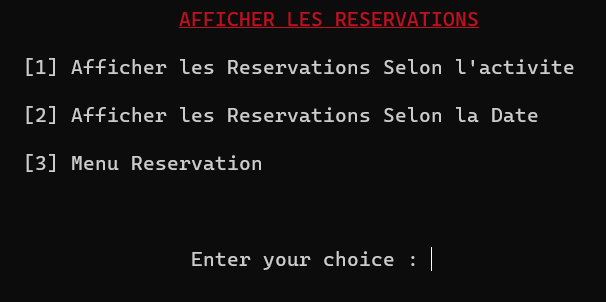 AFFICHER LES RESERVATIONS
[1] Afficher les Reservations Selon l'activite
[2] Afficher les Reservations Selon la Date
[3] Menu Reservation
Enter your choice :